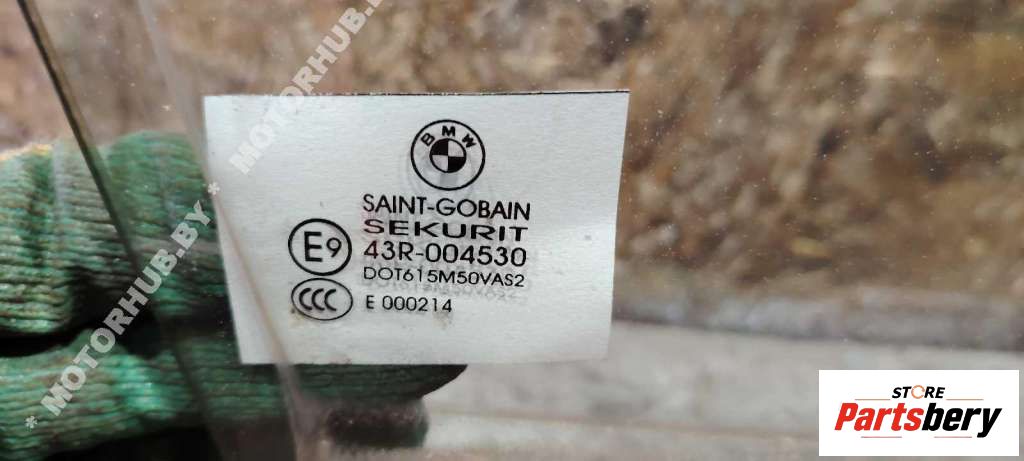 BMW
SAINT-GOBAIN
SEKURIT
E9 43R-004530
DOT615M50VAS2
CCC E 000214
* MOTORHUB.BY * MOTORHUB.BY
STORE
Partsbery